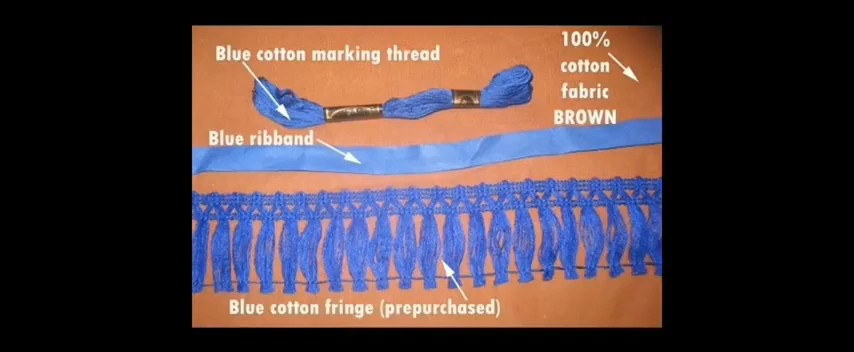 Blue cotton marking thread
100%
cotton
fabric
BROWN
Blue ribband
Blue cotton fringe (prepurchased)